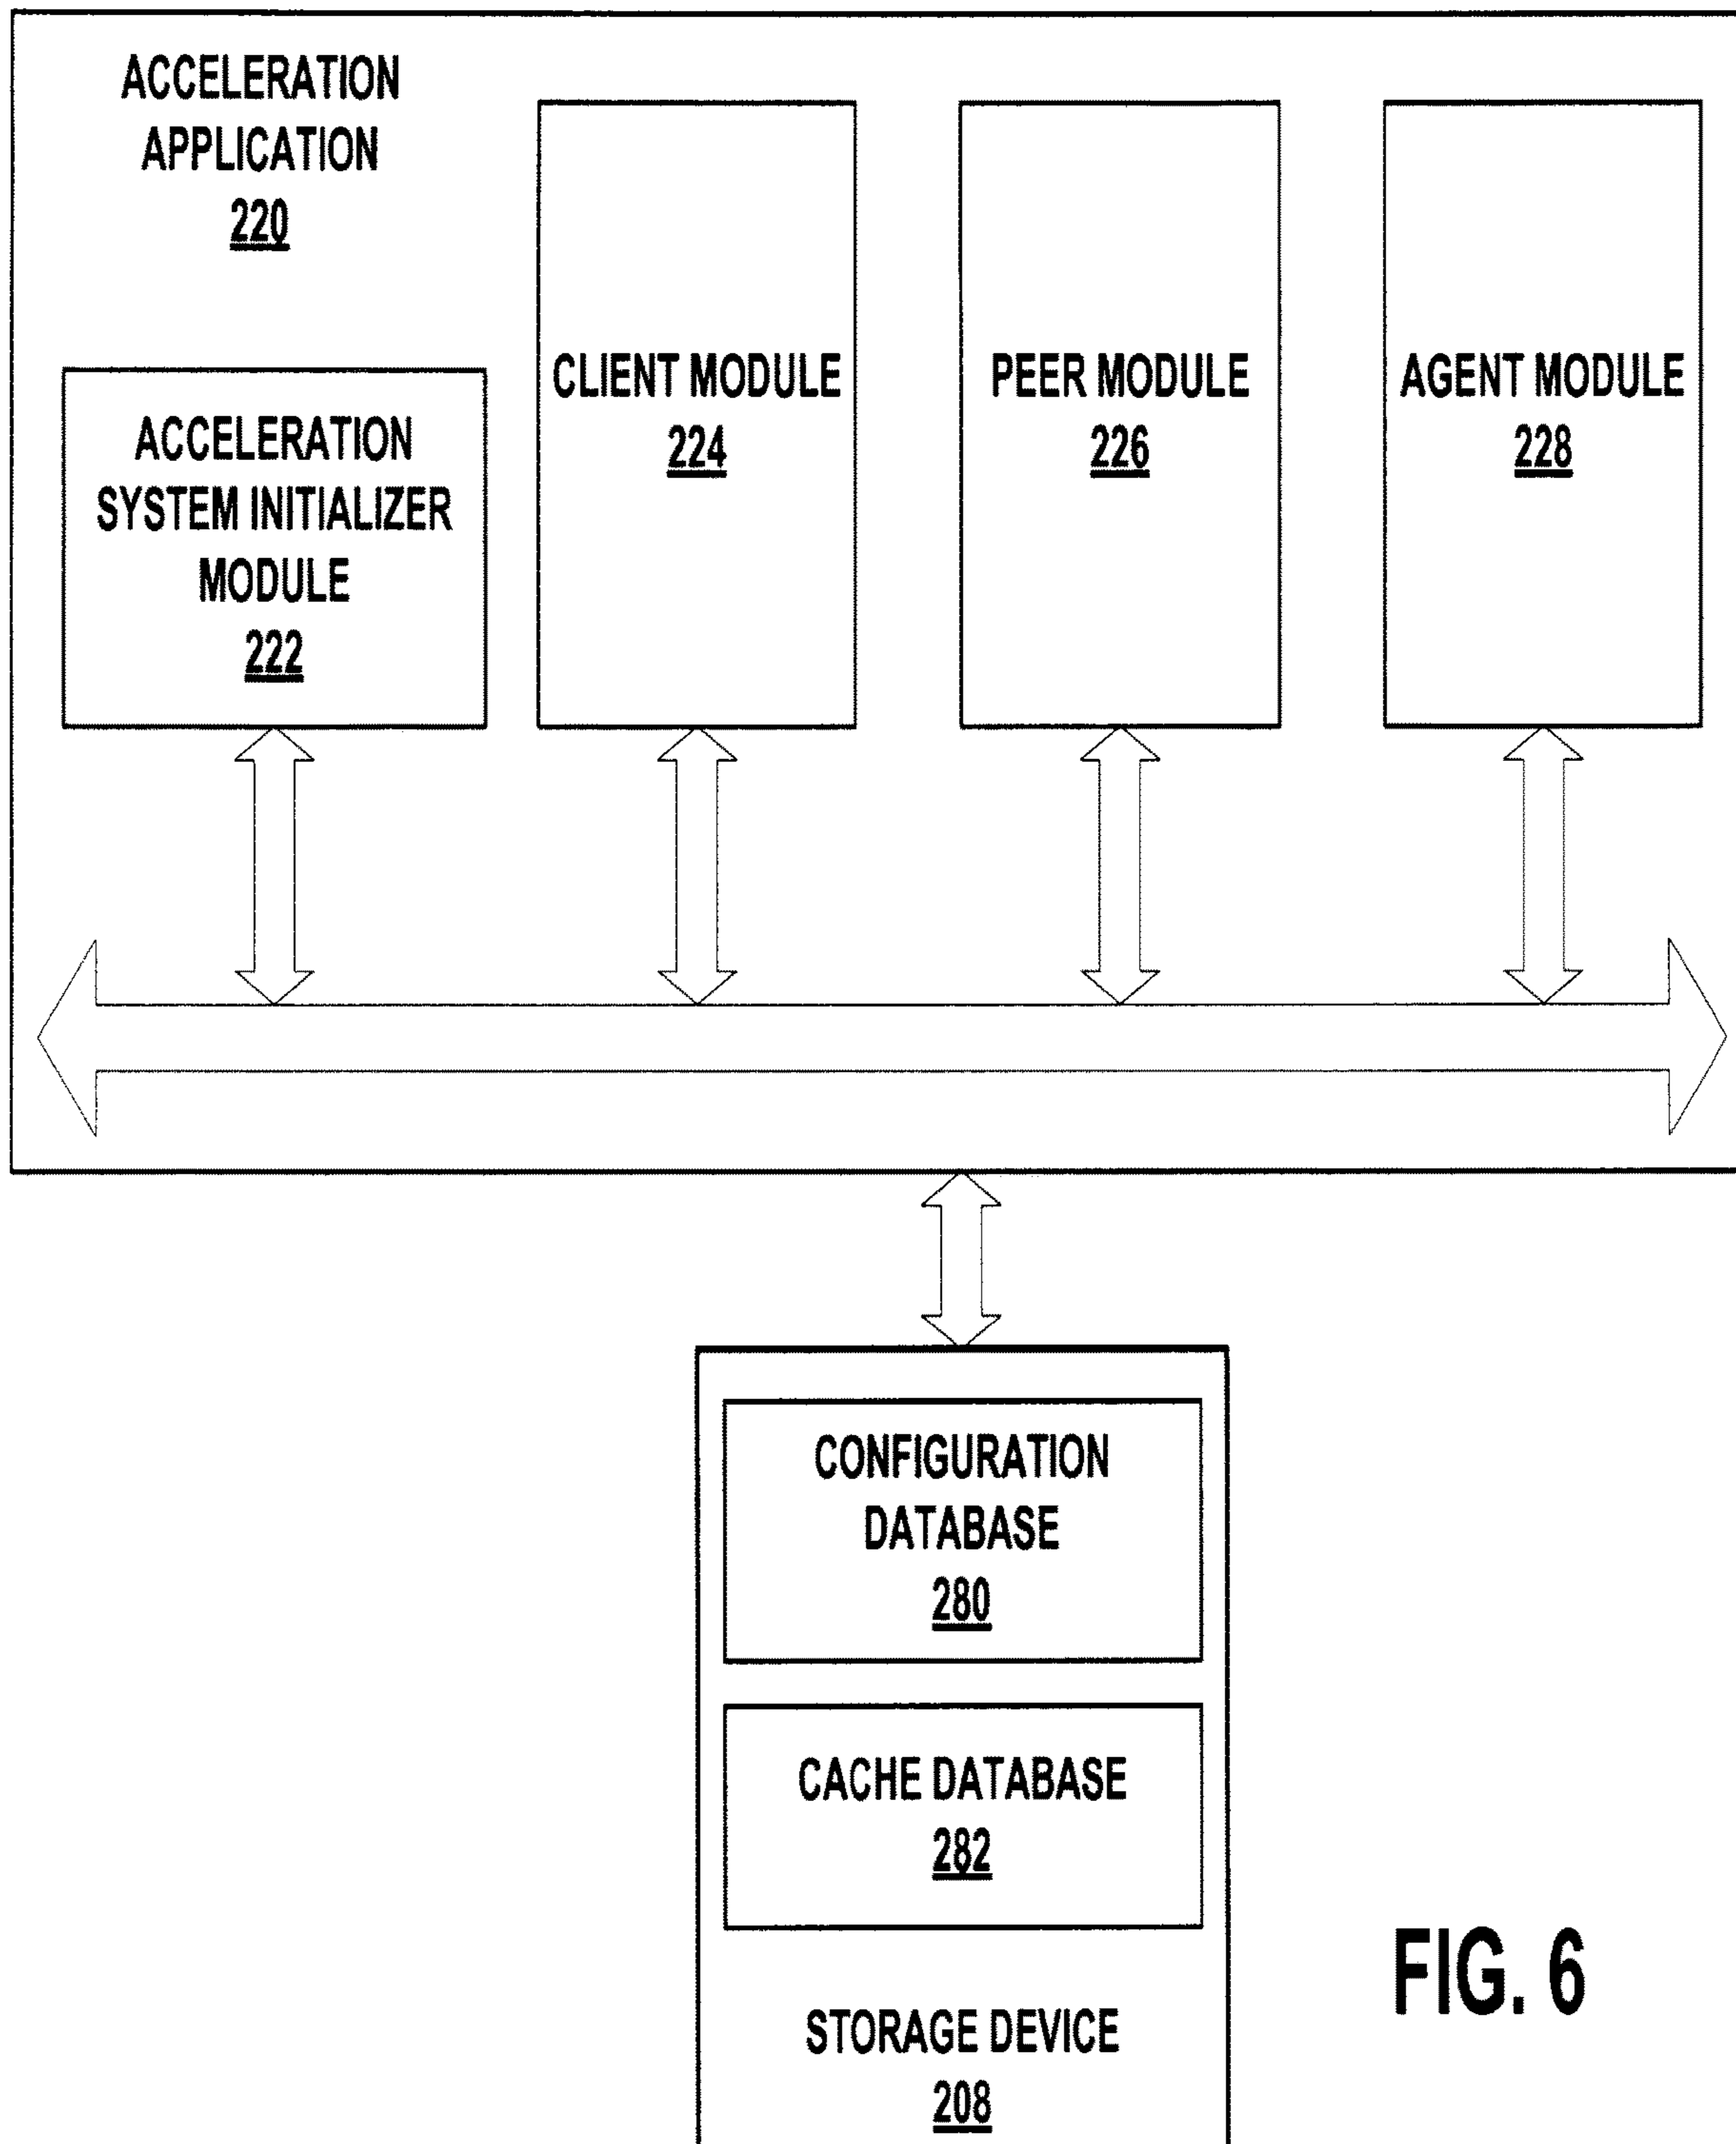 ACCELERATION
APPLICATION
220
CLIENT MODULE
224
PEER MODULE
226
AGENT MODULE
228
ACCELERATION
SYSTEM INITIALIZER
MODULE
222
CONFIGURATION
DATABASE
280
CACHE DATABASE
282
STORAGE DEVICE
208
FIG. 6